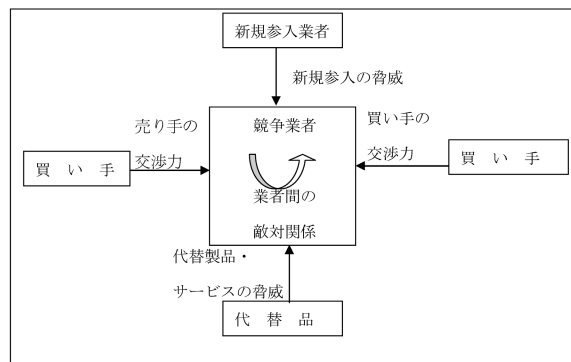 新規参入業者
新規参入の脅威
売り手の
交渉力
買い手
競争業者
業者間の
敵対関係
買い手の
交渉力
買い手
代替製品・
サービスの脅威
代替品